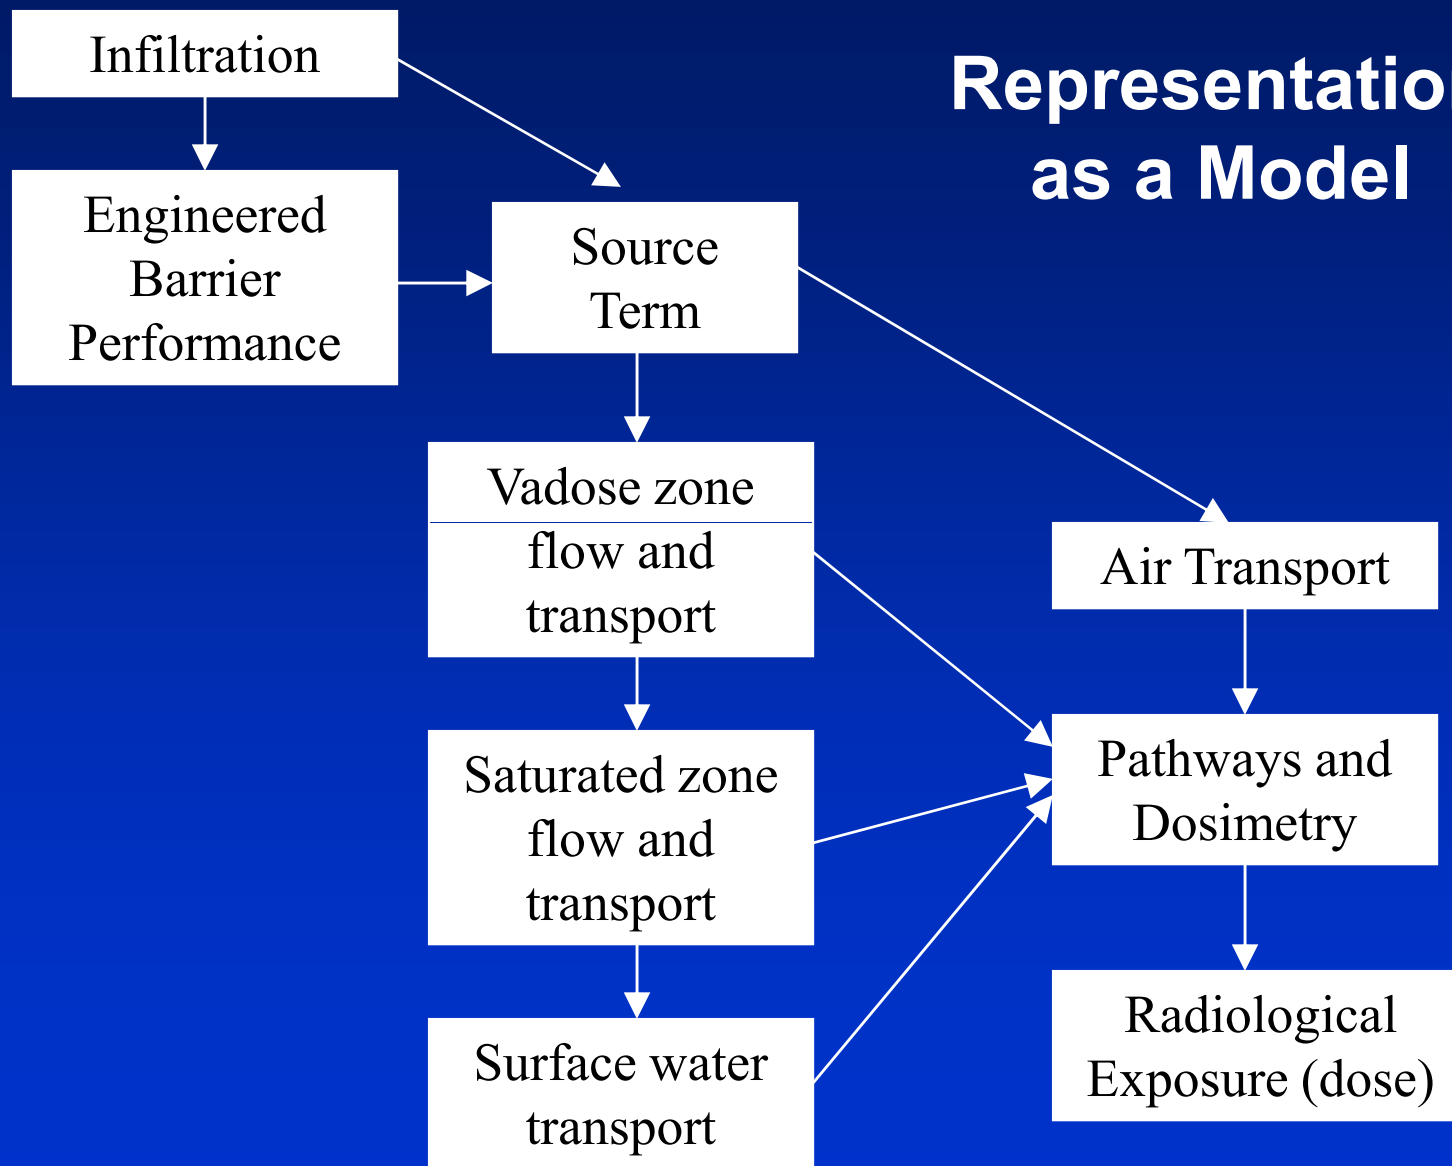 Infiltration
Representatio
as a Model
Engineered
Barrier
Performance
Source
Term
Vadose zone
flow and
transport
Air Transport
Saturated zone
flow and
transport
Pathways and
Dosimetry
Surface water
transport
Radiological
Exposure (dose)